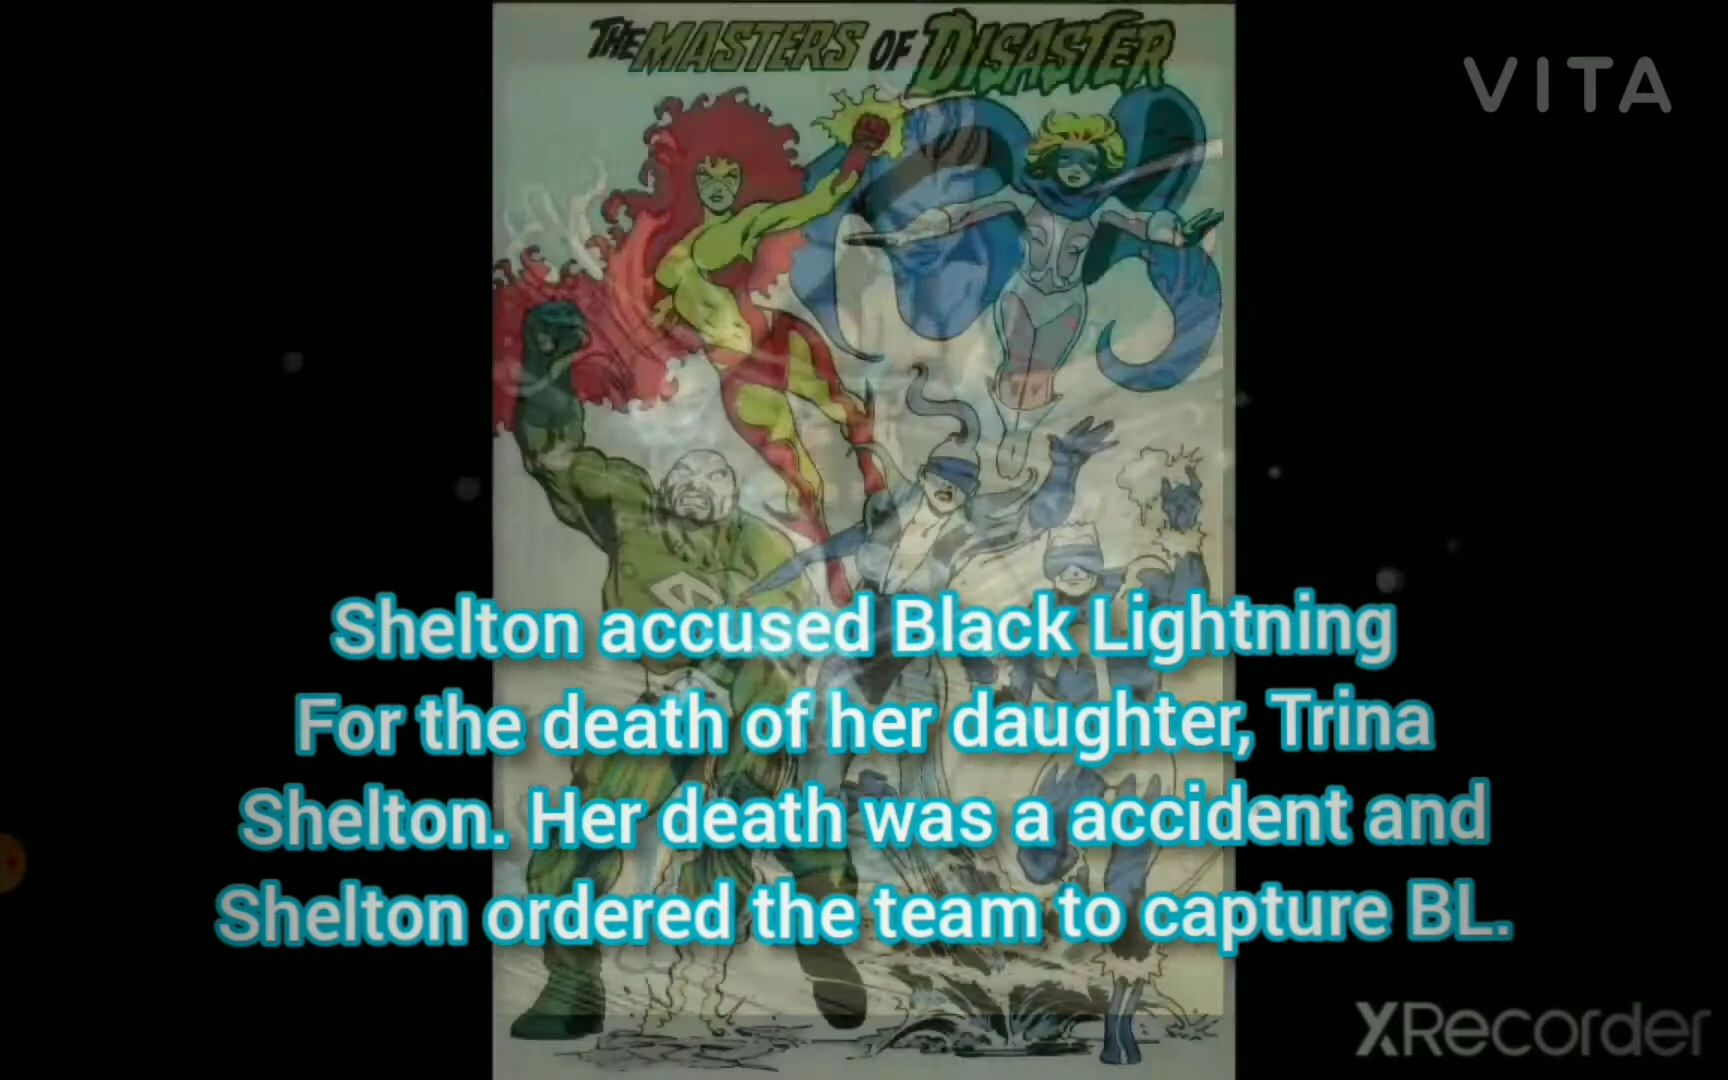 THE MASTERS OF DISASTER
VITA
Shelton accused Black Lightning
For the death of her daughter, Trina
Shelton. Her death was a accident and
Shelton ordered the team to capture BL.
XRecorder